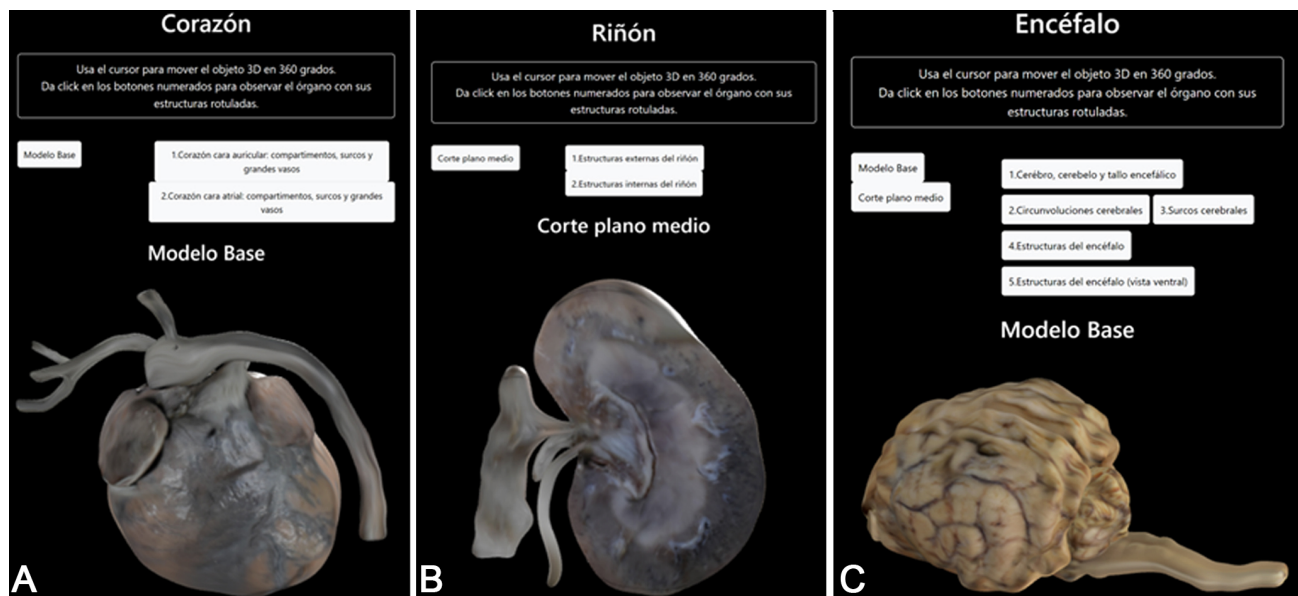 Corazón
Usa el cursor para mover el objeto 3D en 360 grados.
Da click en los botones numerados para observar el órgano con sus
estructuras rotuladas.
Modelo Base
1.Corazón cara auricular: compartimentos, surcos y
grandes vasos
2.Corazón cara atrial: compartimentos, surcos y grandes
vasos
Modelo Base
A
Riñón
Usa el cursor para mover el objeto 3D en 360 grados.
Da click en los botones numerados para observar el órgano con sus
estructuras rotuladas.
Corte plano medio
1.Estructuras externas del riñón
2.Estructuras internas del riñón
Corte plano medio
B
Encéfalo
Usa el cursor para mover el objeto 3D en 360 grados.
Da click en los botones numerados para observar el órgano con sus
estructuras rotuladas.
Modelo Base
Corte plano medio
1.Cerébro, cerebelo y tallo encefálico
2.Circunvoluciones cerebrales
3.Surcos cerebrales
4.Estructuras del encéfalo
5.Estructuras del encéfalo (vista ventral)
Modelo Base
C